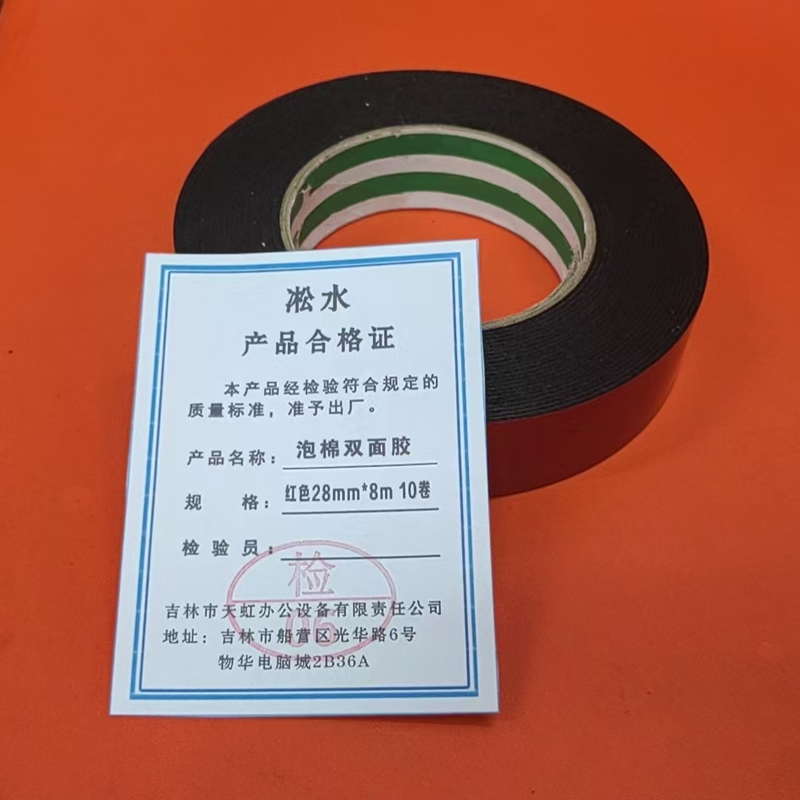 凇水
产品合格证
本产品经检验符合规定的
质量标准，准予出厂。
产品名称：泡棉双面胶
规 格：红色28mm*8m 10卷
检 验 员：
检
05
吉林市天虹办公设备有限责任公司
地址：吉林市船营区光华路6号
物华电脑城2B36A